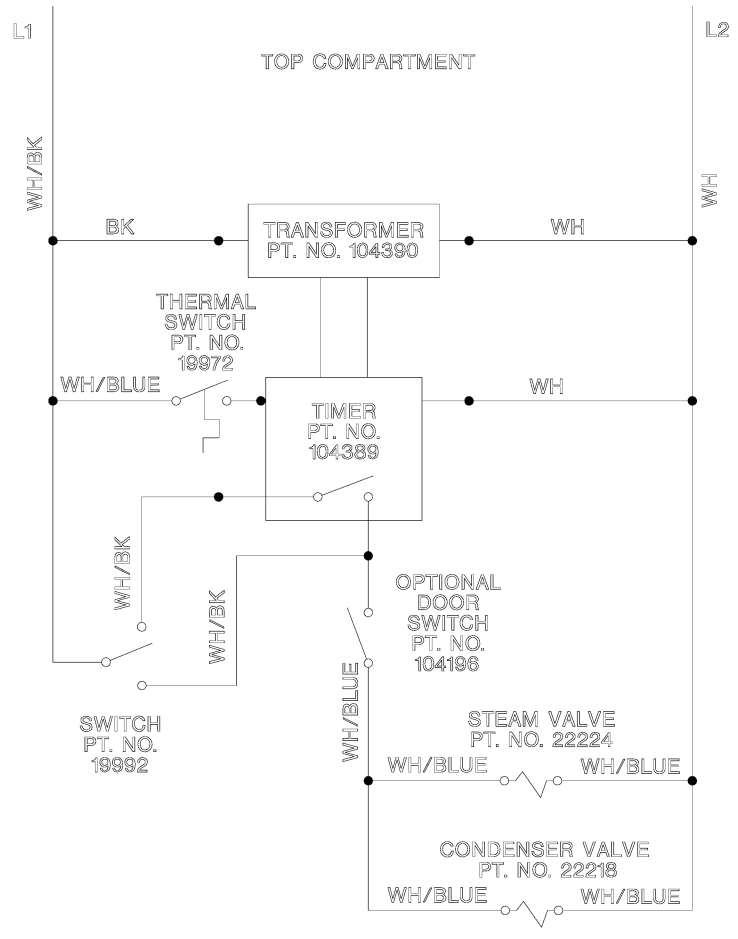 L1
L2
TOP COMPARTMENT
WH/BK
WH
BK
TRANSFORMER
PT. NO. 104390
WH
THERMAL
SWITCH
PT. NO.
19972
WH/BLUE
WH
TIMER
PT. NO.
104389
WH/BK
WH/BK
OPTIONAL
DOOR
SWITCH
PT. NO.
104196
WH/BLUE
SWITCH
PT. NO.
19992
STEAM VALVE
PT. NO. 22224
WH/BLUE
WH/BLUE
CONDENSER VALVE
PT. NO. 22218
WH/BLUE
WH/BLUE